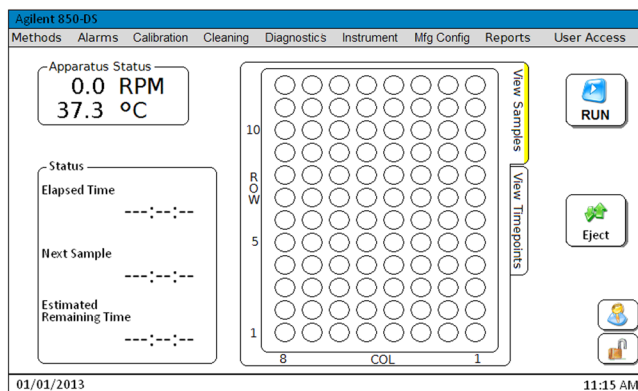 Agilent 850-DS
Methods Alarms Calibration Cleaning Diagnostics Instrument Mfg Config Reports User Access
Apparatus Status
0.0 RPM
37.3 ºC
Status
Elapsed Time
---:--:--
Next Sample
---:--:--
Estimated
Remaining Time
---:--:--
10
ROW
5
1
8 COL 1
View Samples
View Timepoints
RUN
Eject
01/01/2013 11:15 AM